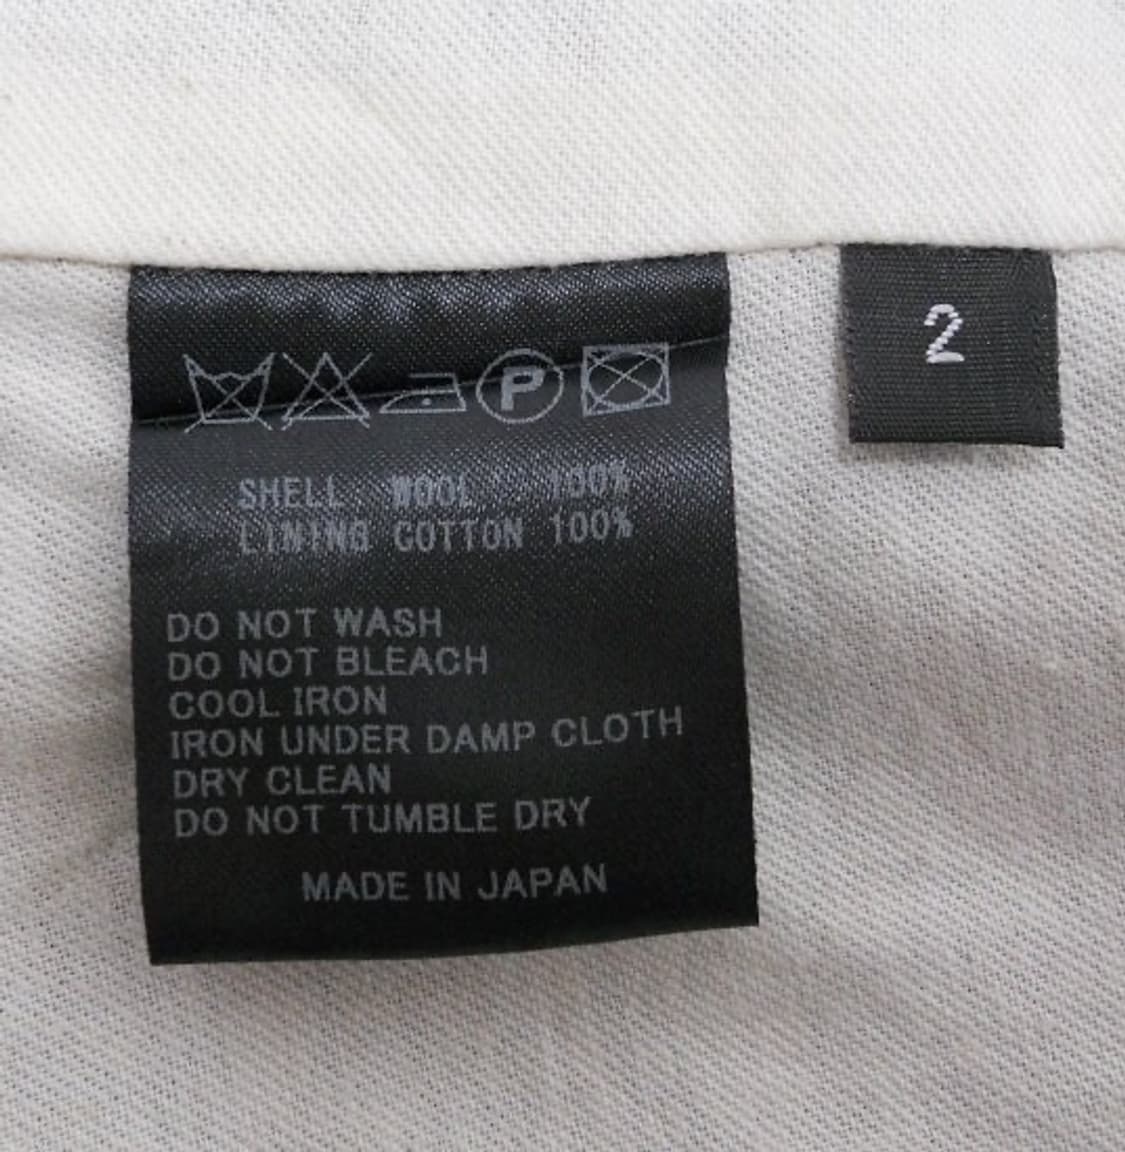 P
SHELL WOOL 100%
LINING COTTON 100%
DO NOT WASH
DO NOT BLEACH
COOL IRON
IRON UNDER DAMP CLOTH
DRY CLEAN
DO NOT TUMBLE DRY
MADE IN JAPAN
2